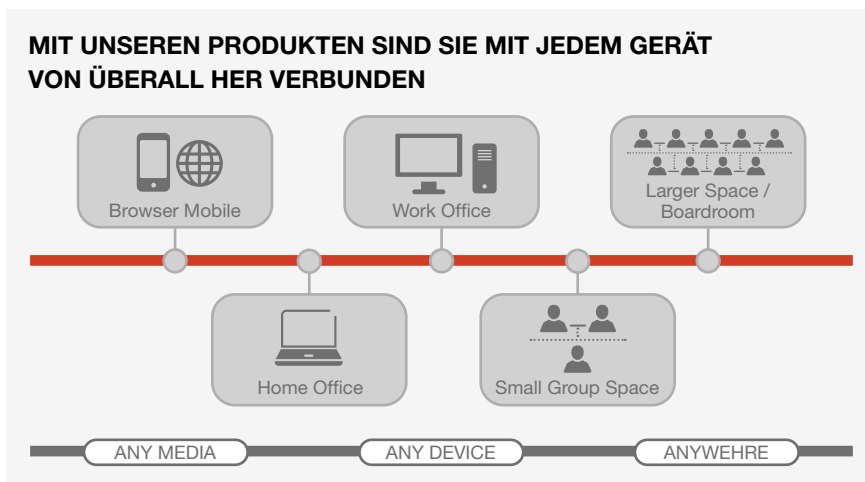 MIT UNSEREN PRODUKTEN SIND SIE MIT JEDEM GERÄT
VON ÜBERALL HER VERBUNDEN
Browser Mobile
Work Office
Larger Space /
Boardroom
Home Office
Small Group Space
ANY MEDIA
ANY DEVICE
ANYWEHRE